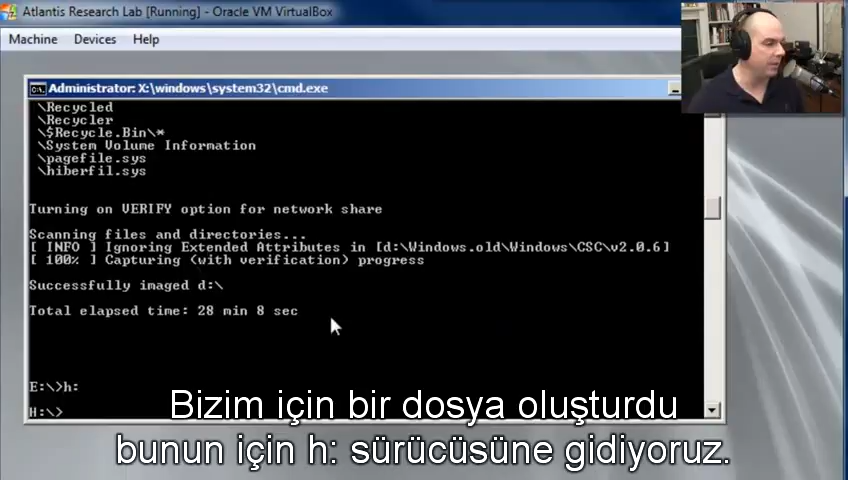 Atlantis Research Lab [Running] - Oracle VM VirtualBox
Machine Devices Help
Administrator: X:\windows\system32\cmd.exe
\Recycled
\Recycler
\$Recycle.Bin\*
\System Volume Information
\pagefile.sys
\hiberfil.sys
Turning on VERIFY option for network share
Scanning files and directories...
[ INFO ] Ignoring Extended Attributes in [d:\Windows.old\Windows\CSC\v2.0.6]
[ 100% ] Capturing (with verification) progress
Successfully imaged d:\
Total elapsed time: 28 min 8 sec
E:\>h:
H:\>
Bizim için bir dosya oluşturdu
bunun için h: sürücüsüne gidiyoruz.